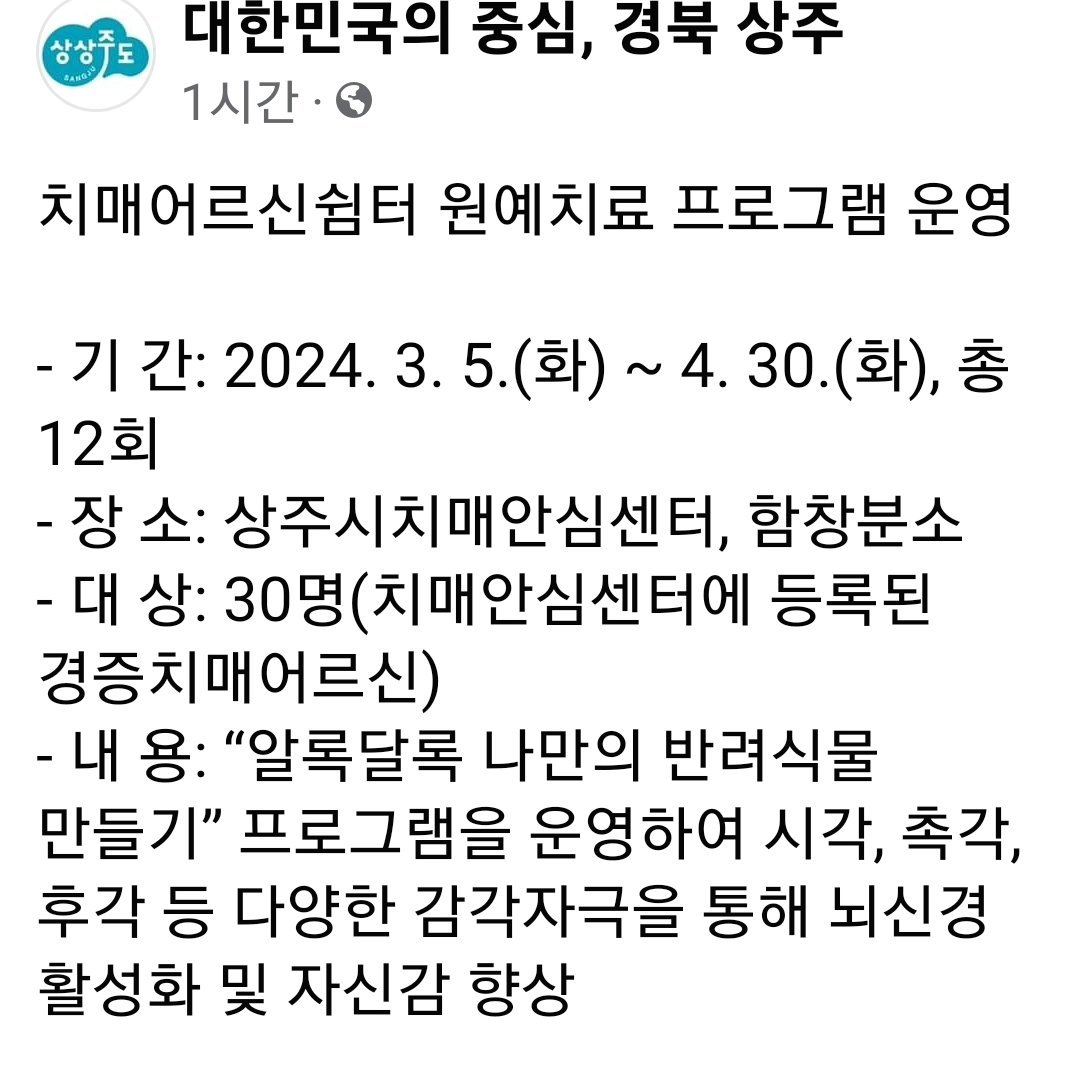 상상주도
SANGJU
대한민국의 중심, 경북 상주
1시간 ·
치매어르신쉼터 원예치료 프로그램 운영
- 기 간: 2024. 3. 5.(화) ~ 4. 30.(화), 총
12회
- 장 소: 상주시치매안심센터, 함창분소
- 대 상: 30명(치매안심센터에 등록된
경증치매어르신)
- 내 용: “알록달록 나만의 반려식물
만들기” 프로그램을 운영하여 시각, 촉각,
후각 등 다양한 감각자극을 통해 뇌신경
활성화 및 자신감 향상